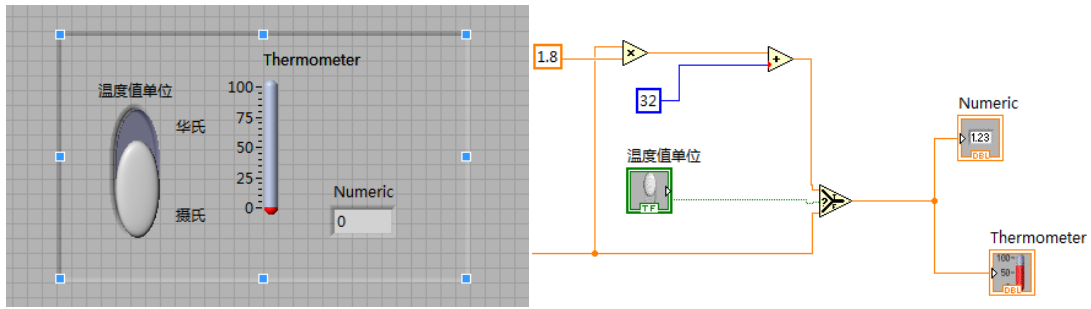 Thermometer
温度值单位
华氏
摄氏
100
75
50
25
0
Numeric
0
1.8
×
+
32
温度值单位
TF
?
T
F
Numeric
1.23
DBL
Thermometer
100
50
DBL